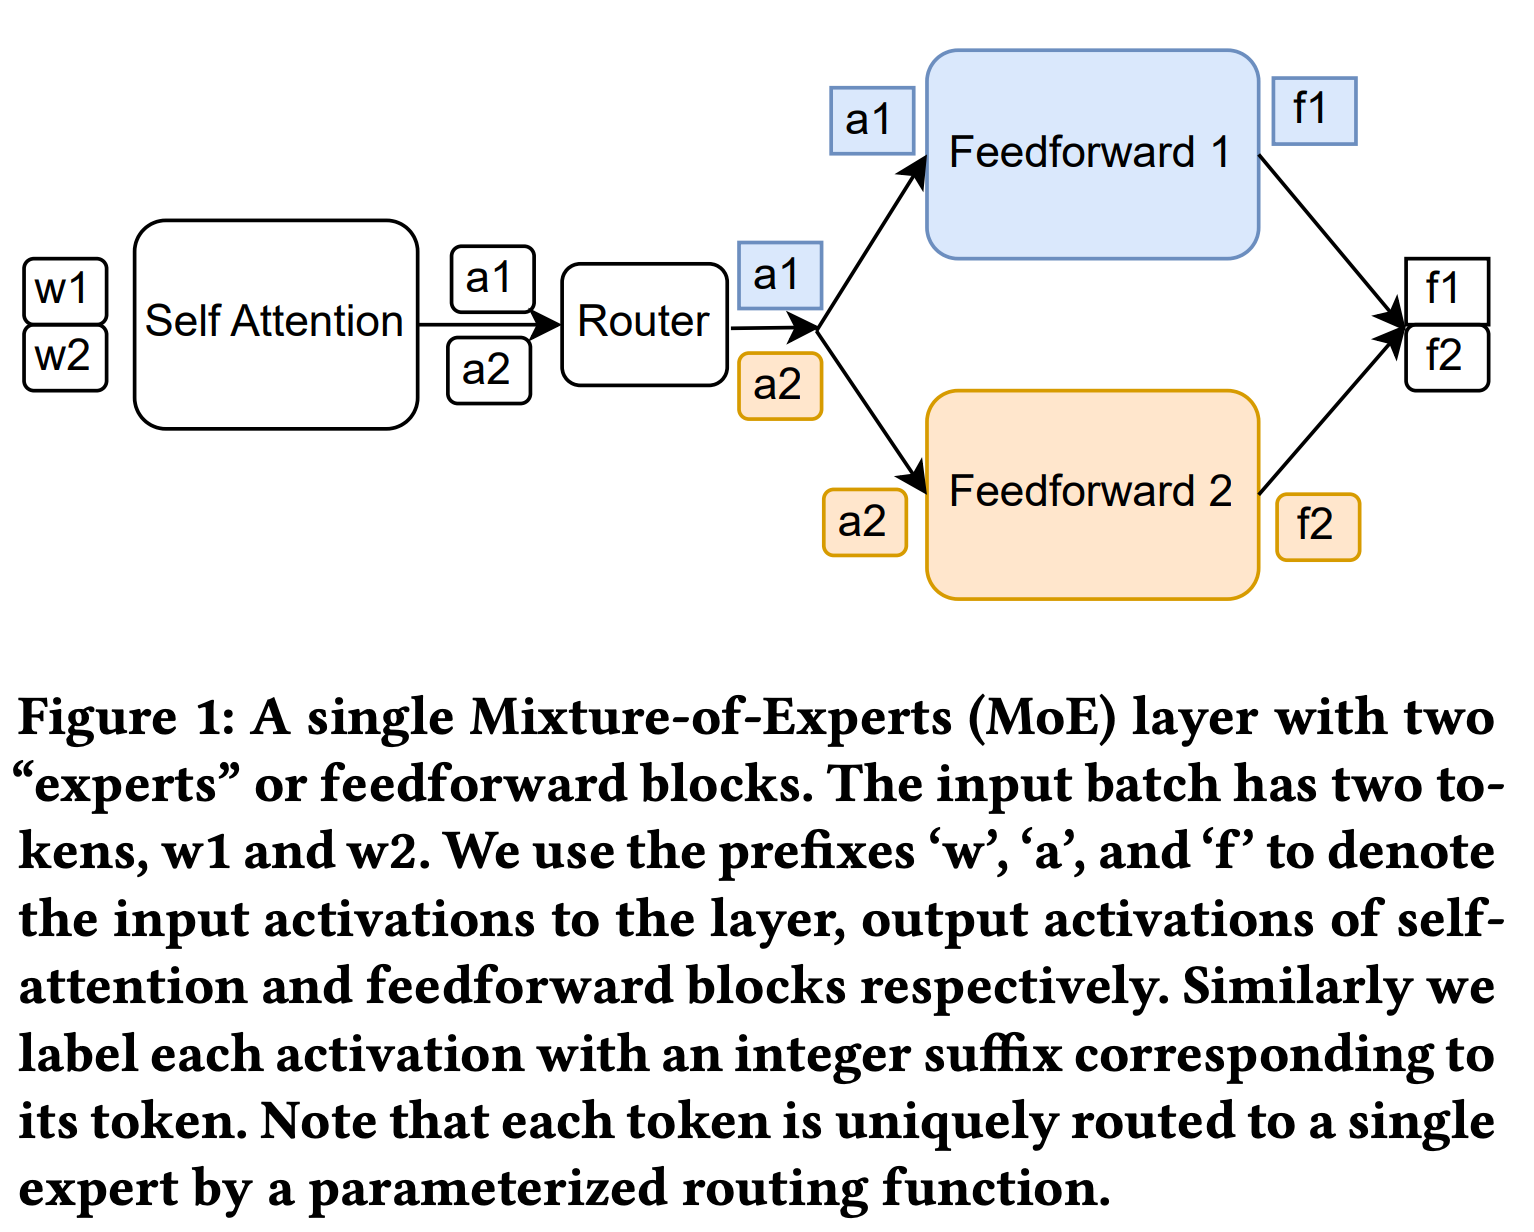 w1
w2
Self Attention
a1
a2
Router
a1
a2
a1
a2
Feedforward 1
Feedforward 2
f1
f2
f1
f2
Figure 1: A single Mixture-of-Experts (MoE) layer with two
“experts” or feedforward blocks. The input batch has two to-
kens, w1 and w2. We use the prefixes ‘w’, ‘a’, and ‘f’ to denote
the input activations to the layer, output activations of self-
attention and feedforward blocks respectively. Similarly we
label each activation with an integer suffix corresponding to
its token. Note that each token is uniquely routed to a single
expert by a parameterized routing function.